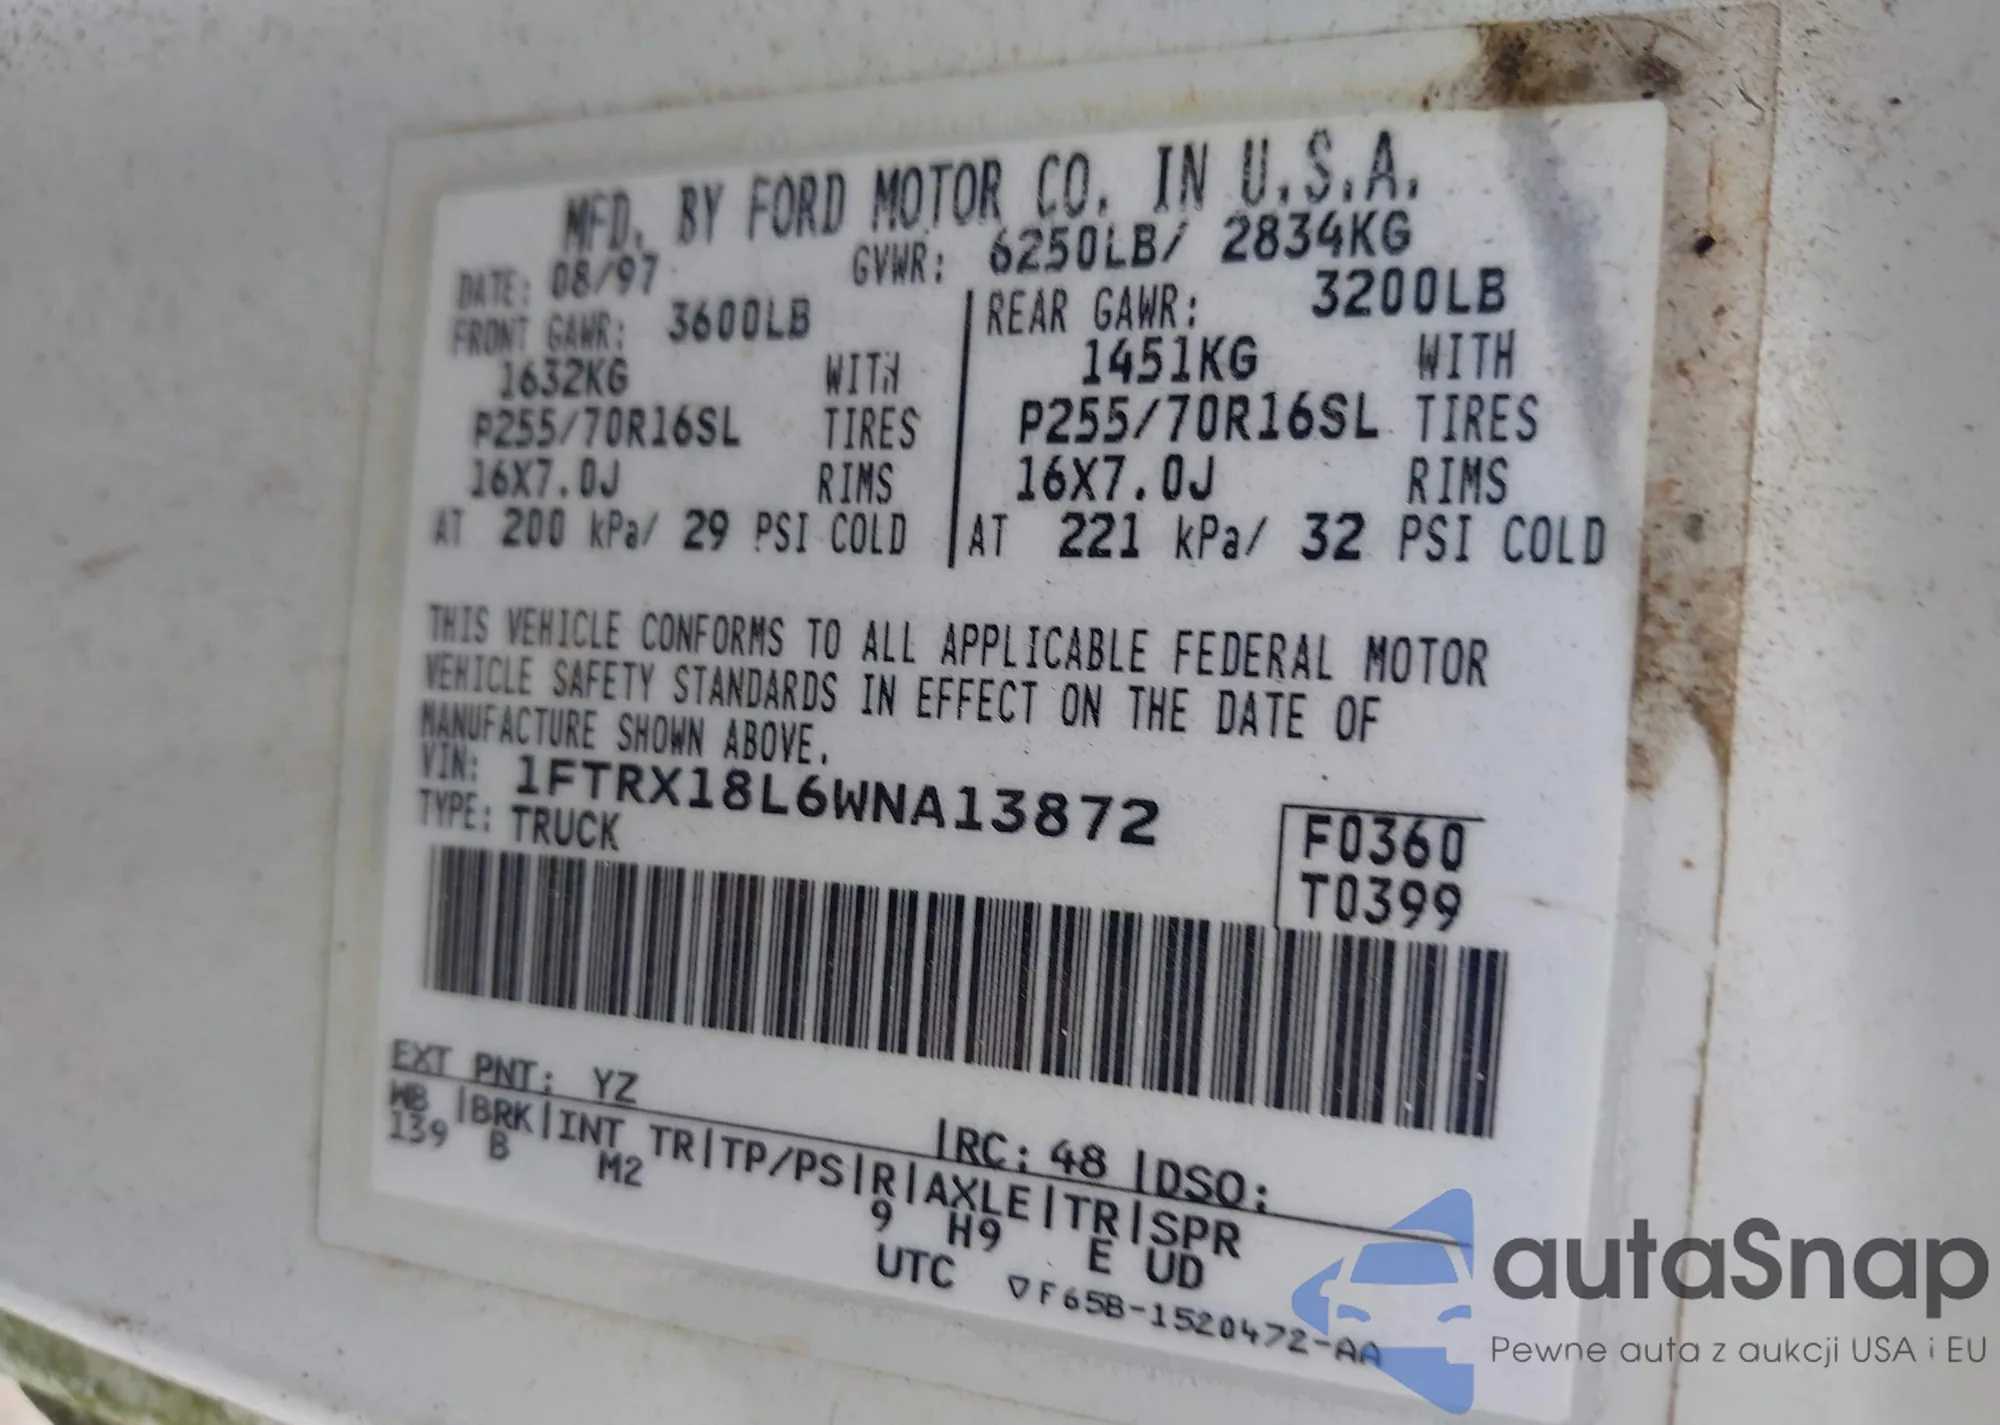 MFD. BY FORD MOTOR CO. IN U.S.A.
DATE: 08/97 GVWR: 6250LB/ 2834KG
FRONT GAWR: 3600LB REAR GAWR: 3200LB
1632KG WITH 1451KG WITH
P255/70R16SL TIRES P255/70R16SL TIRES
16X7.0J RIMS 16X7.0J RIMS
AT 200 kPa/ 29 PSI COLD AT 221 kPa/ 32 PSI COLD
THIS VEHICLE CONFORMS TO ALL APPLICABLE FEDERAL MOTOR
VEHICLE SAFETY STANDARDS IN EFFECT ON THE DATE OF
MANUFACTURE SHOWN ABOVE.
VIN: 1FTRX18L6WNA13872
TYPE: TRUCK
F0360
T0399
EXT PNT: YZ |RC: 48 |DSO:
WB |BRK|INT TR|TP/PS|R|AXLE|TR|SPR
139 B M2 9 H9 E UD
UTC ▽F65B-1520472-AA
autaSnap
Pewne auta z aukcji USA i EU